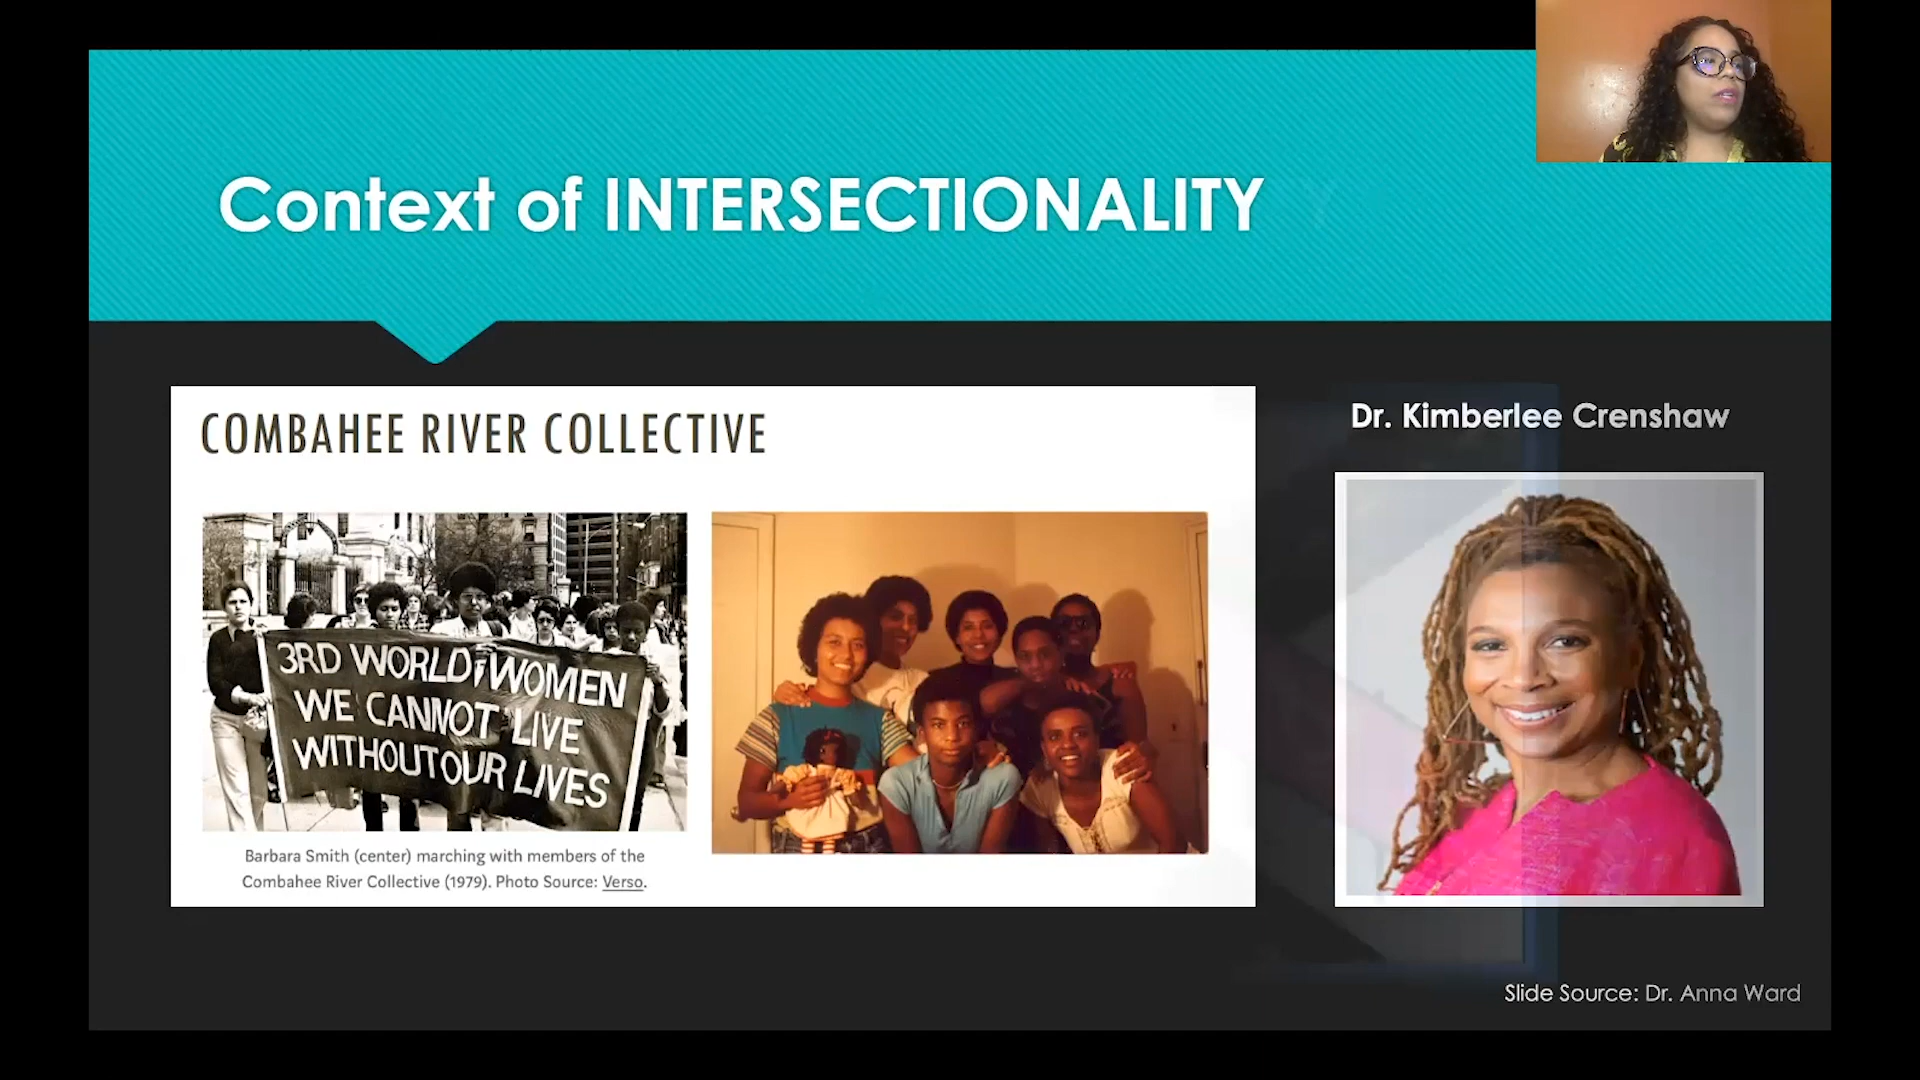 Context of INTERSECTIONALITY
COMBAHEE RIVER COLLECTIVE
3RD WORLD WOMEN
WE CANNOT LIVE
WITHOUT OUR LIVES
Barbara Smith (center) marching with members of the
Combahee River Collective (1979). Photo Source: Verso.
Dr. Kimberlee Crenshaw
Slide Source: Dr. Anna Ward